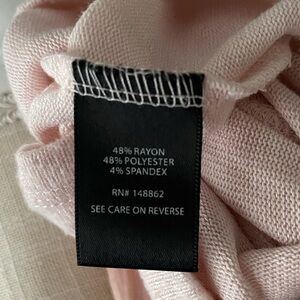 48% RAYON
48% POLYESTER
4% SPANDEX
RN# 148862
SEE CARE ON REVERSE